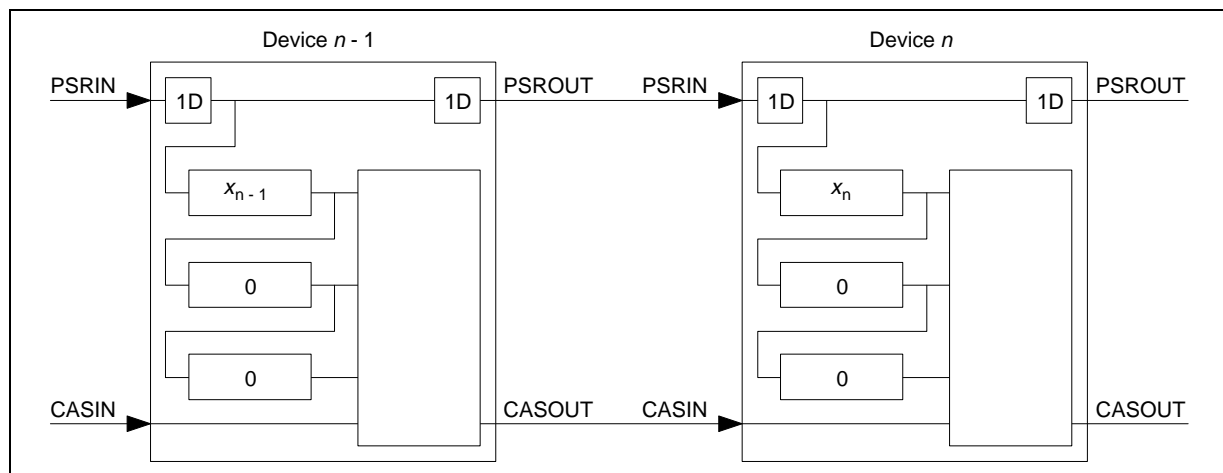 Device n - 1
Device n
PSRIN 1D 1D PSROUT PSRIN 1D 1D PSROUT
xn - 1 xn
0 0
0 0
CASIN CASOUT CASIN CASOUT